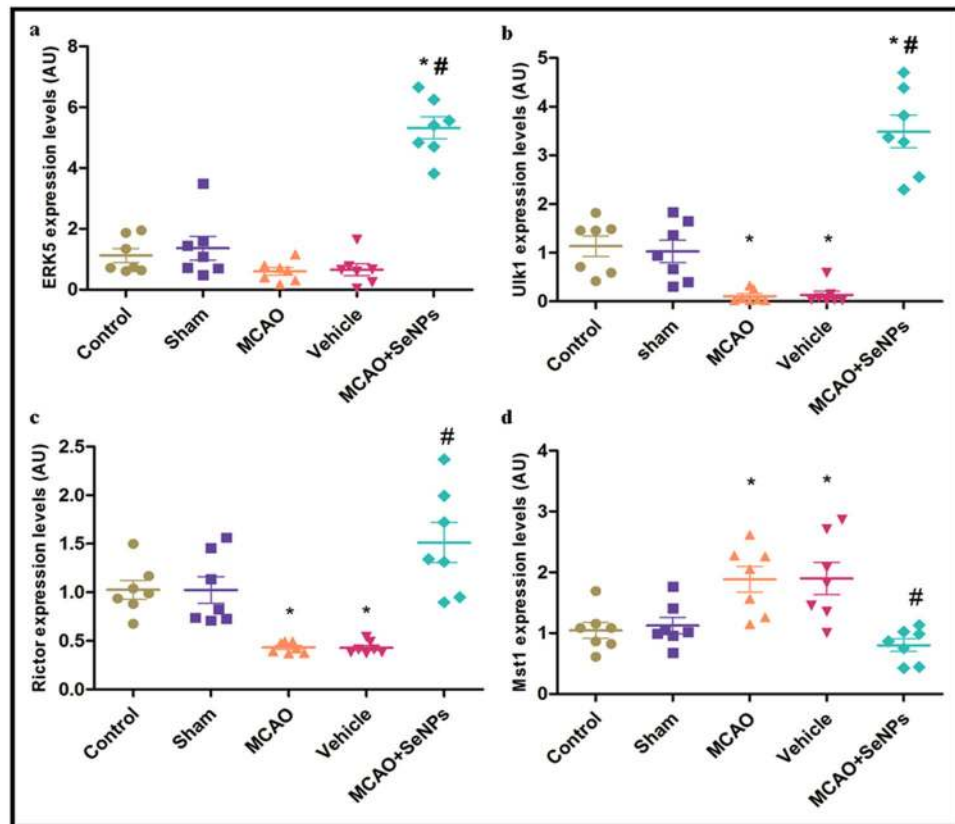 a
ERK5 expression levels (AU)
8
6
4
2
0
* #
Control
Sham
MCAO
Vehicle
MCAO+SeNPs
b
Ulk1 expression levels (AU)
5
4
3
2
1
0
* #
*
*
Control
sham
MCAO
Vehicle
MCAO+SeNPs
c
Rictor expression levels (AU)
2.5
2.0
1.5
1.0
0.5
0.0
#
*
*
Control
Sham
MCAO
Vehicle
MCAO+SeNPs
d
Mst1 expression levels (AU)
4
3
2
1
0
*
*
#
Control
Sham
MCAO
Vehicle
MCAO+SeNPs